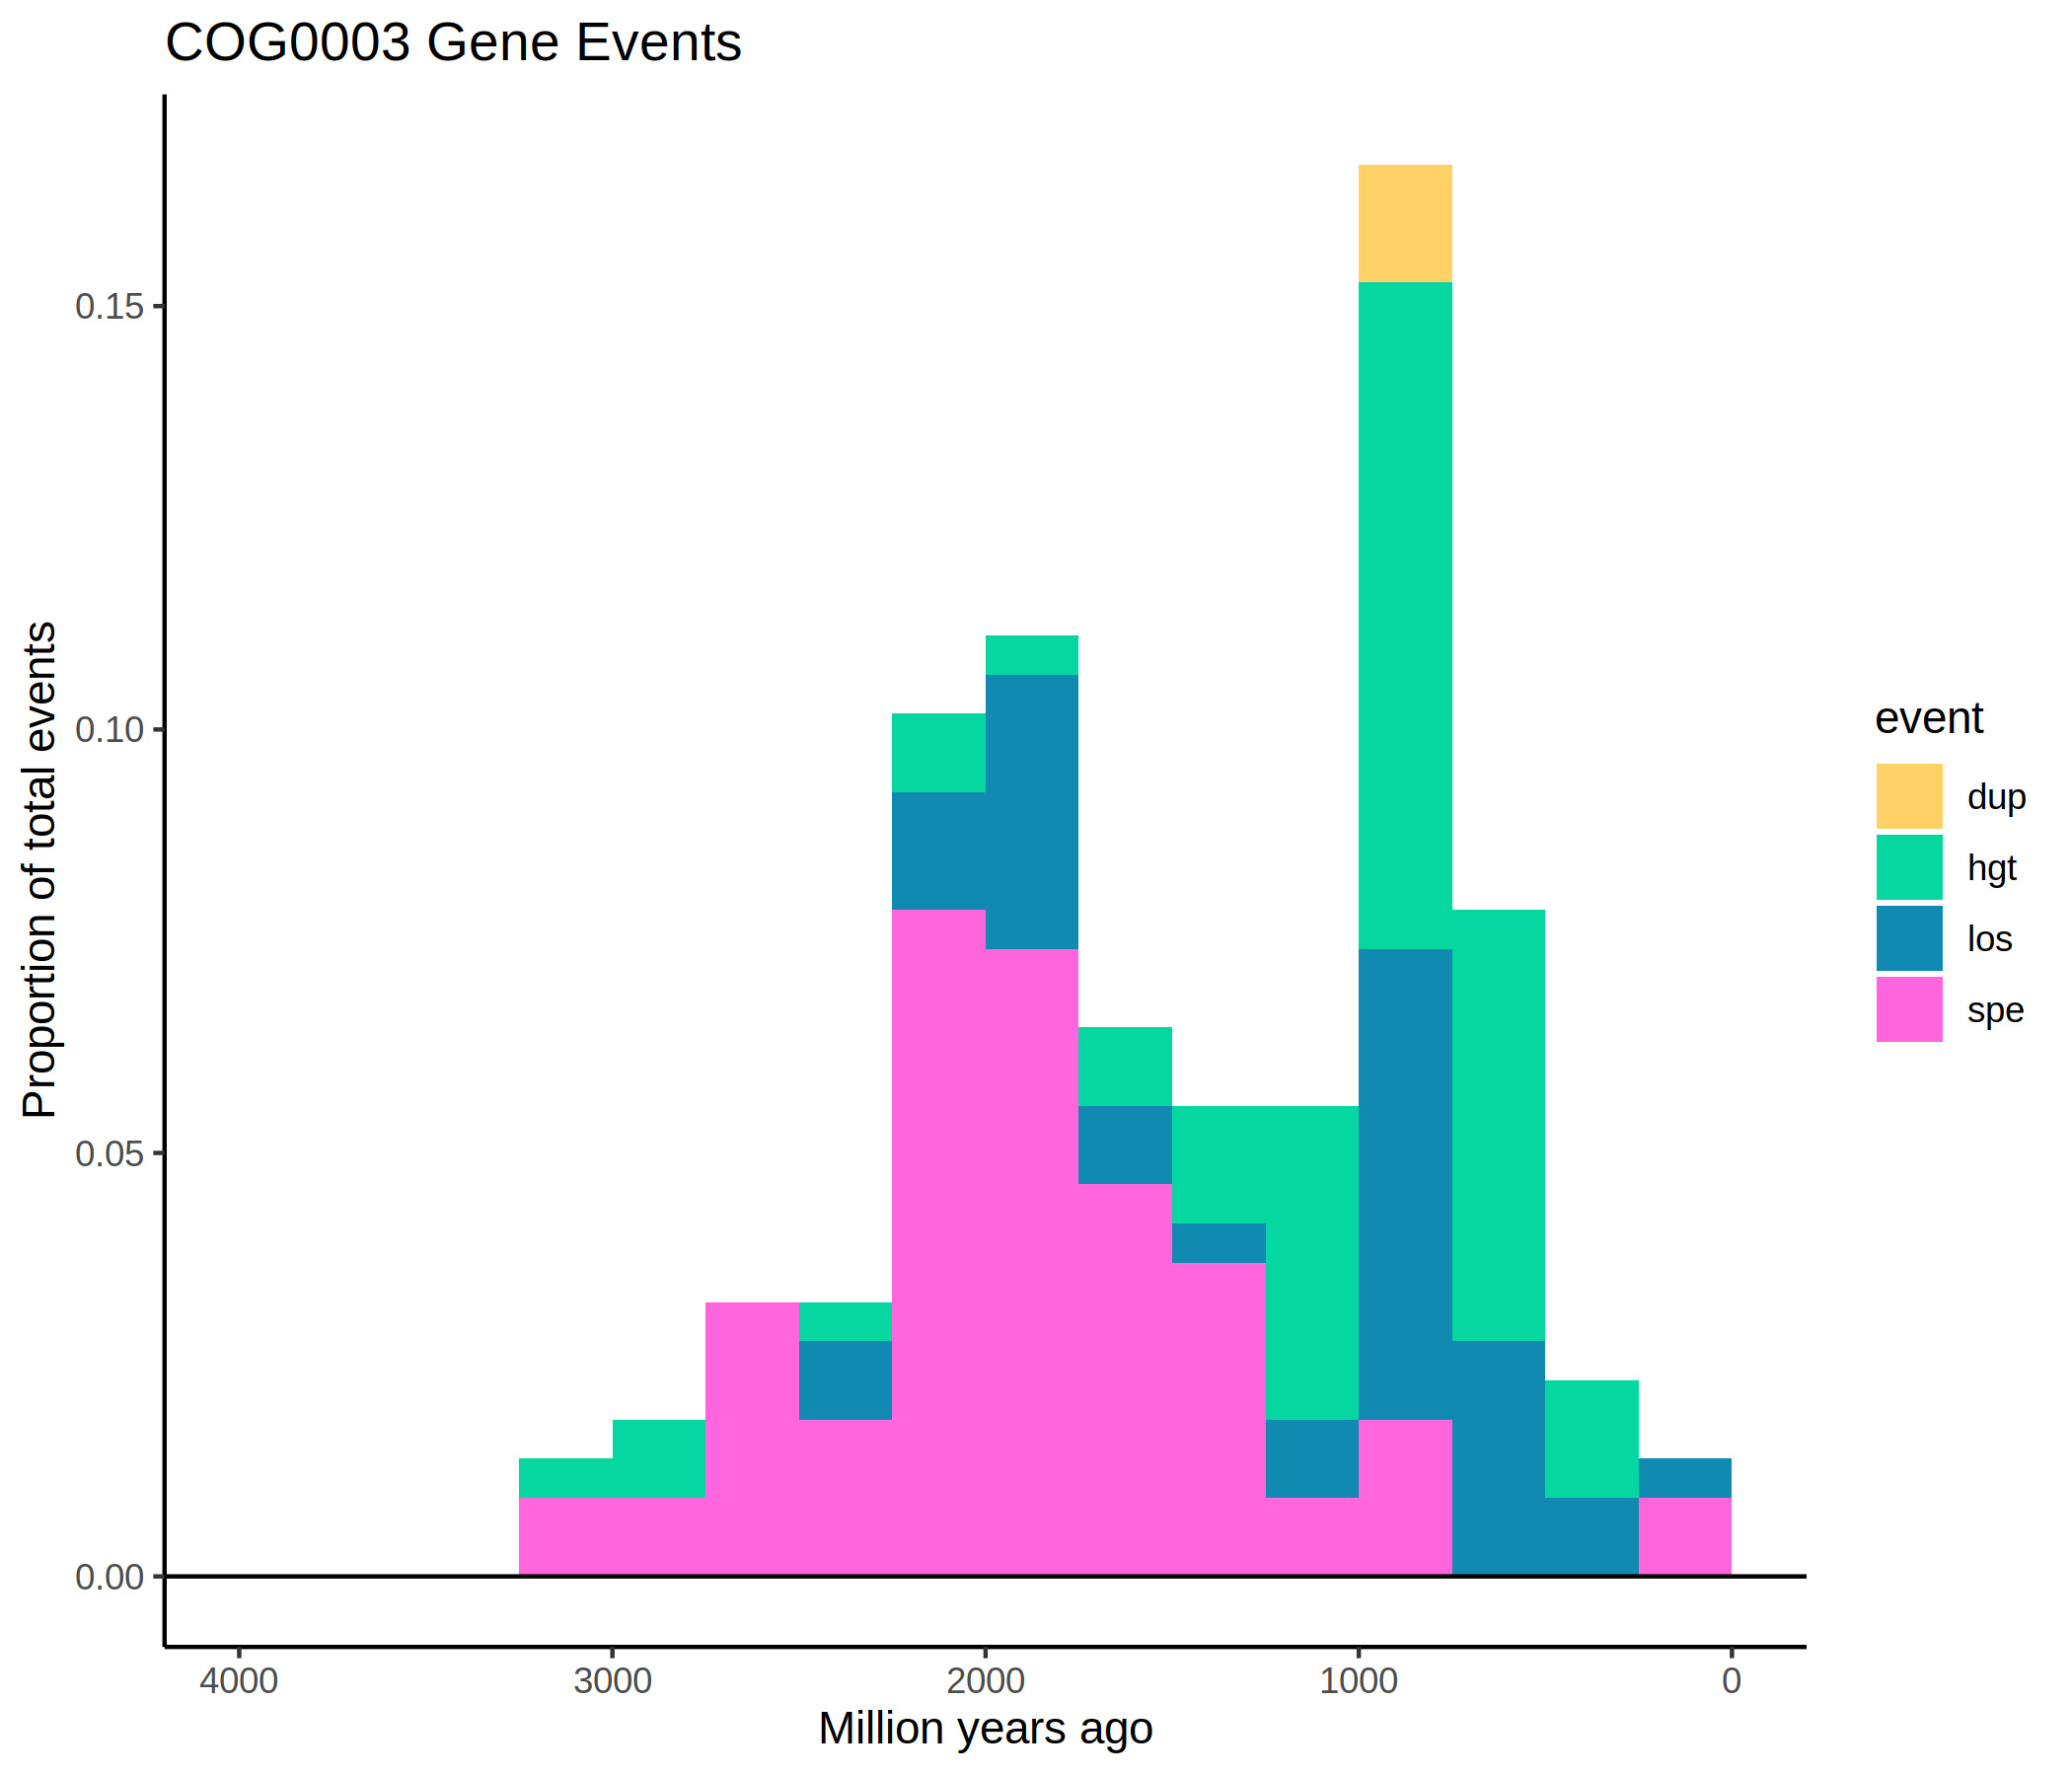 COG0003 Gene Events
Proportion of total events
0.15
0.10
0.05
0.00
4000 3000 2000 1000 0
Million years ago
event
dup
hgt
los
spe